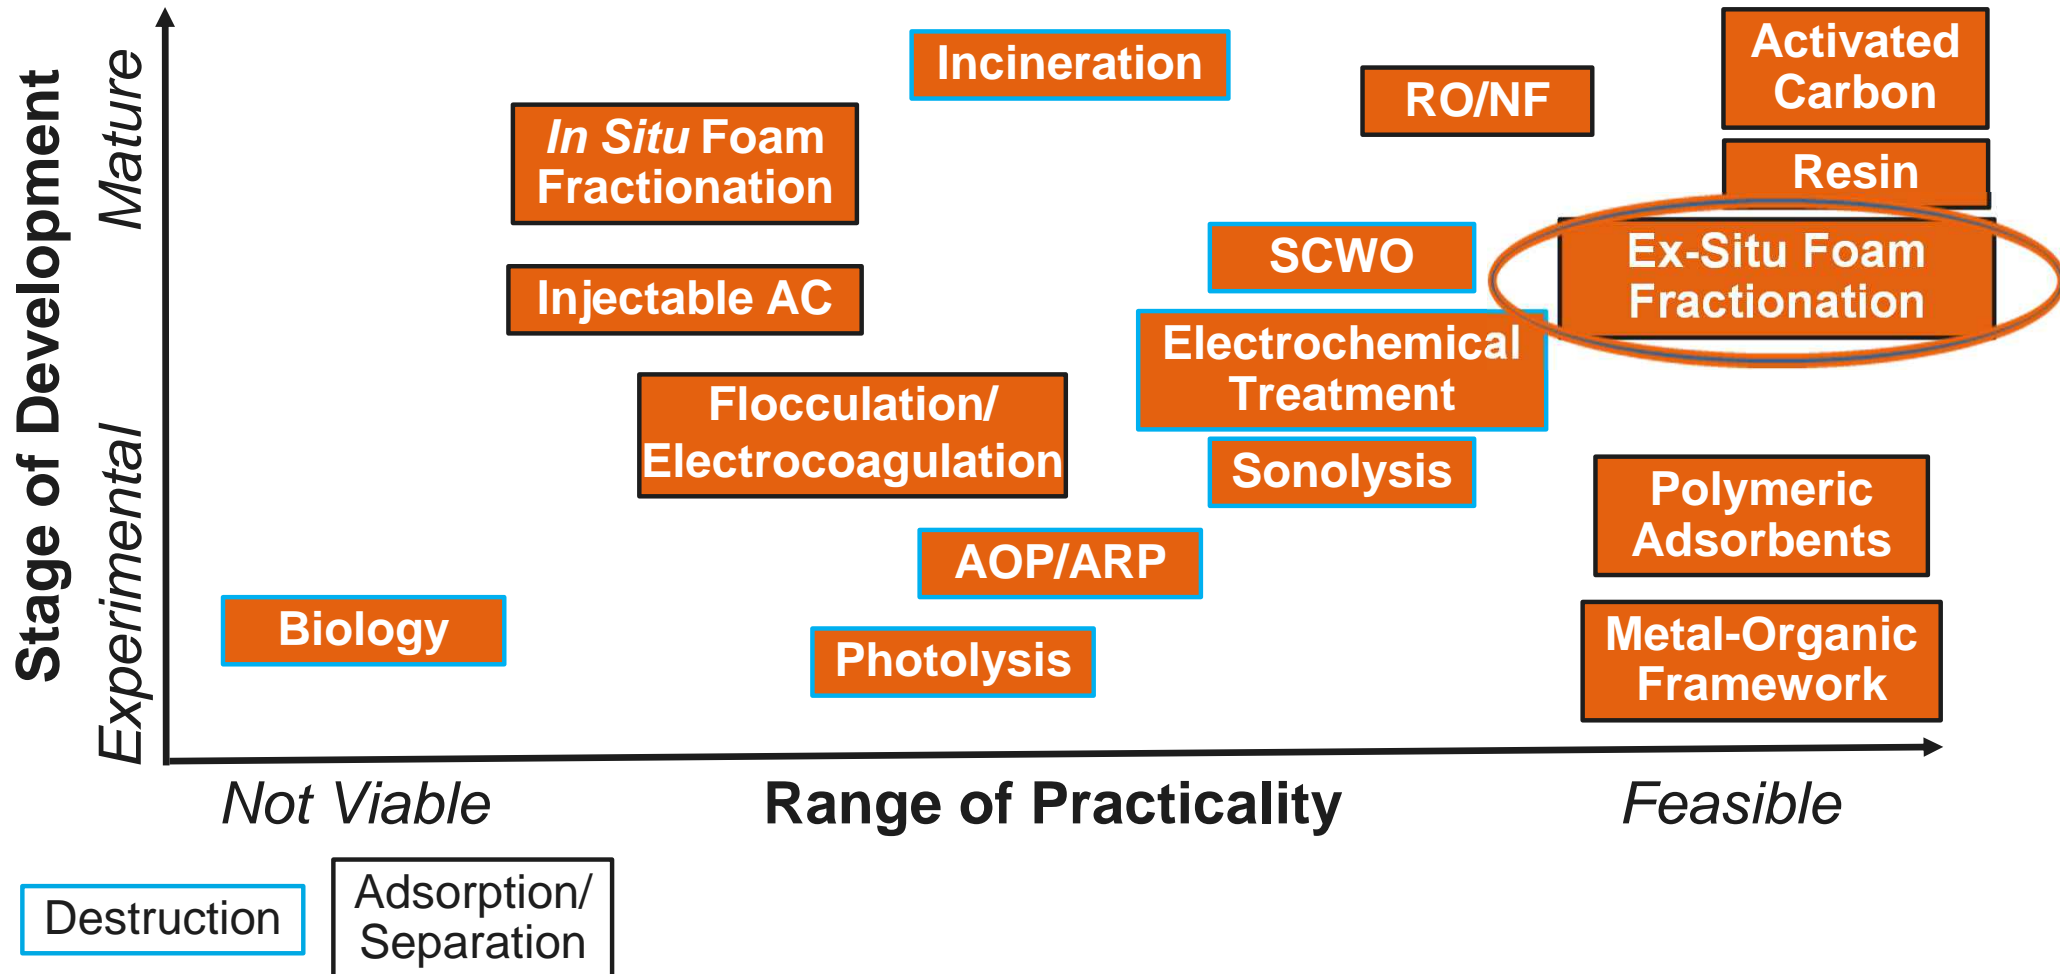 Stage of Development
Mature
Experimental
Incineration
Activated
Carbon
RO/NF
In Situ Foam
Fractionation
Resin
SCWO
Ex-Situ Foam
Fractionation
Injectable AC
Electrochemical
Treatment
Flocculation/
Electrocoagulation
Sonolysis
Polymeric
Adsorbents
AOP/ARP
Biology
Photolysis
Metal-Organic
Framework
Not Viable
Range of Practicality
Feasible
Destruction
Adsorption/
Separation